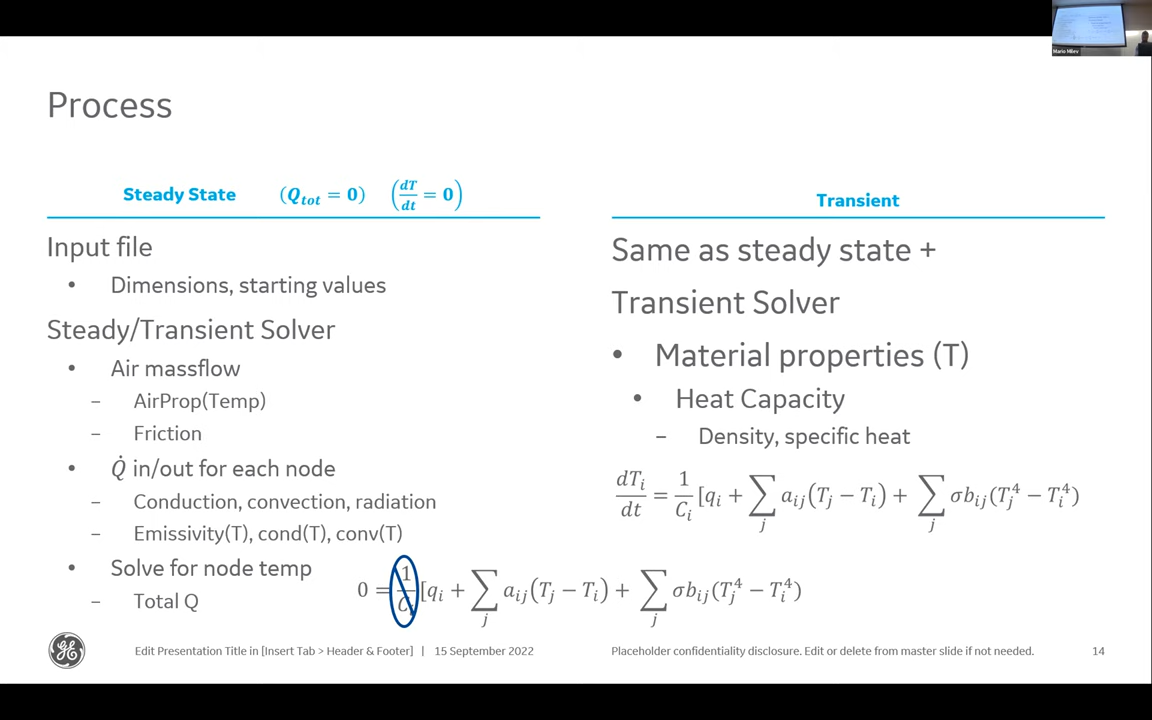 Mario Milev
Process
Steady State (Q_tot = 0) (dT/dt = 0)
Input file
• Dimensions, starting values
Steady/Transient Solver
• Air massflow
– AirProp(Temp)
– Friction
• Q̇ in/out for each node
– Conduction, convection, radiation
– Emissivity(T), cond(T), conv(T)
• Solve for node temp
– Total Q
0 = 1/C_i [q_i + ∑_j a_ij(T_j − T_i) + ∑_j σb_ij(T_j^4 − T_i^4)
Transient
Same as steady state +
Transient Solver
• Material properties (T)
• Heat Capacity
– Density, specific heat
dT_i/dt = 1/C_i [q_i + ∑_j a_ij(T_j − T_i) + ∑_j σb_ij(T_j^4 − T_i^4)
Edit Presentation Title in [Insert Tab > Header & Footer] | 15 September 2022
Placeholder confidentiality disclosure. Edit or delete from master slide if not needed.
14